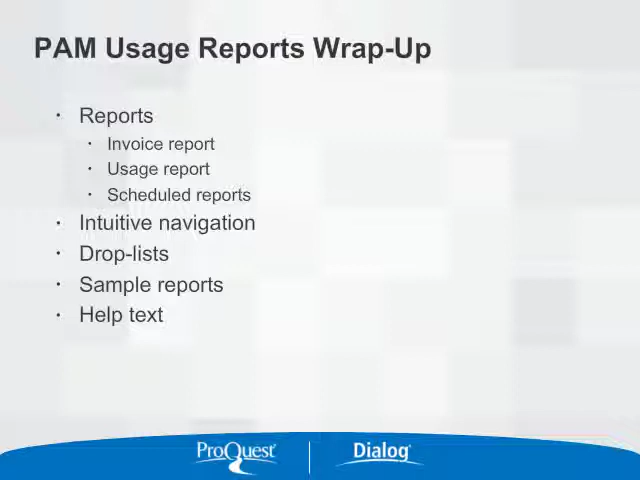 PAM Usage Reports Wrap-Up
· Reports
· Invoice report
· Usage report
· Scheduled reports
· Intuitive navigation
· Drop-lists
· Sample reports
· Help text
ProQuest Dialog